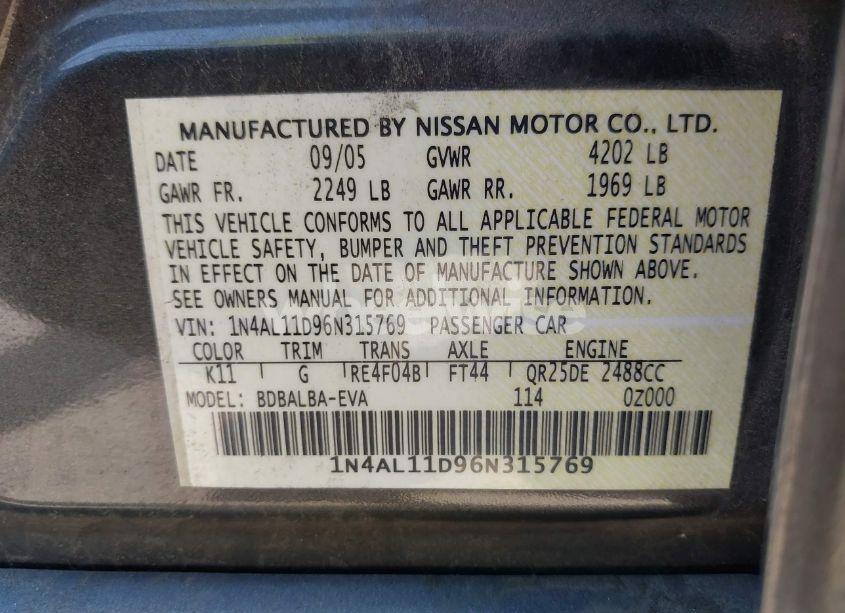 MANUFACTURED BY NISSAN MOTOR CO., LTD.
DATE 09/05 GVWR 4202 LB
GAWR FR. 2249 LB GAWR RR. 1969 LB
THIS VEHICLE CONFORMS TO ALL APPLICABLE FEDERAL MOTOR
VEHICLE SAFETY, BUMPER AND THEFT PREVENTION STANDARDS
IN EFFECT ON THE DATE OF MANUFACTURE SHOWN ABOVE.
SEE OWNERS MANUAL FOR ADDITIONAL INFORMATION.
VIN: 1N4AL11D96N315769 PASSENGER CAR
COLOR TRIM TRANS AXLE ENGINE
K11 G RE4F04B FT44 QR25DE 2488CC
MODEL: BDBALBA-EVA 114 0Z000
1N4AL11D96N315769